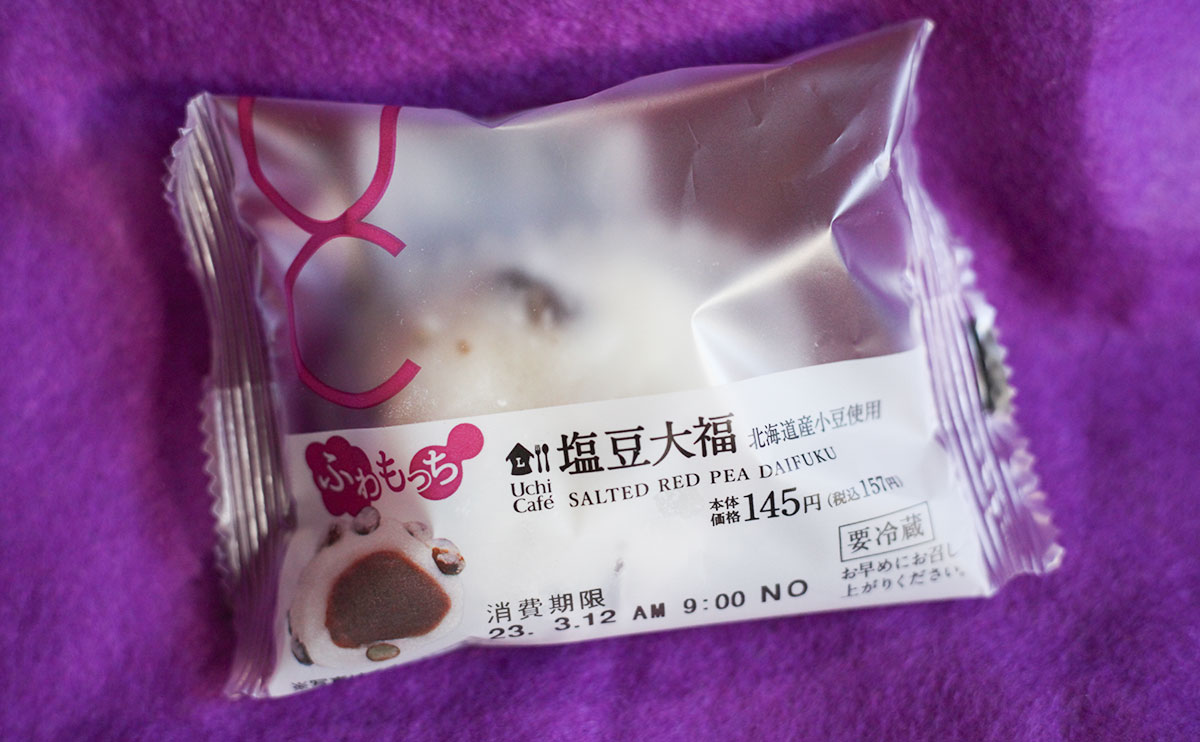 ふわもっち
Uchi
Café
塩豆大福 北海道産小豆使用
SALTED RED PEA DAIFUKU
本体
価格 145円 (税込157円)
要冷蔵
お早めにお召し
上がりください。
消費期限
23. 3.12 AM 9:00 NO